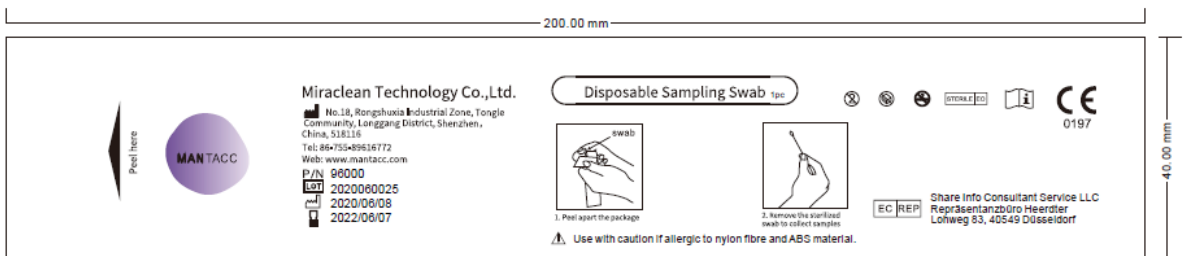 200.00 mm
Peel here
MANTACC
Miraclean Technology Co.,Ltd.
No.18, Rongshuxia Industrial Zone, Tongle
Community, Longgang District, Shenzhen,
China, 518116
Tel: 86-755-89616772
Web: www.mantacc.com
P/N 96000
LOT 2020060025
2020/06/08
2022/06/07
Disposable Sampling Swab 1pc
swab
1. Peel apart the package
2. Remove the sterilized
swab to collect samples
Use with caution if allergic to nylon fibre and ABS material.
2
STERILE EO
i
CE
0197
EC REP
Share Info Consultant Service LLC
Repräsentanzbüro Heerdter
Lohweg 83, 40549 Düsseldorf
40.00 mm